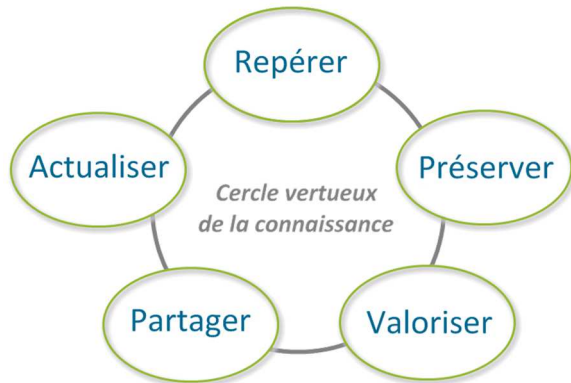 Repérer
Préserver
Valoriser
Partager
Actualiser
Cercle vertueux
de la connaissance